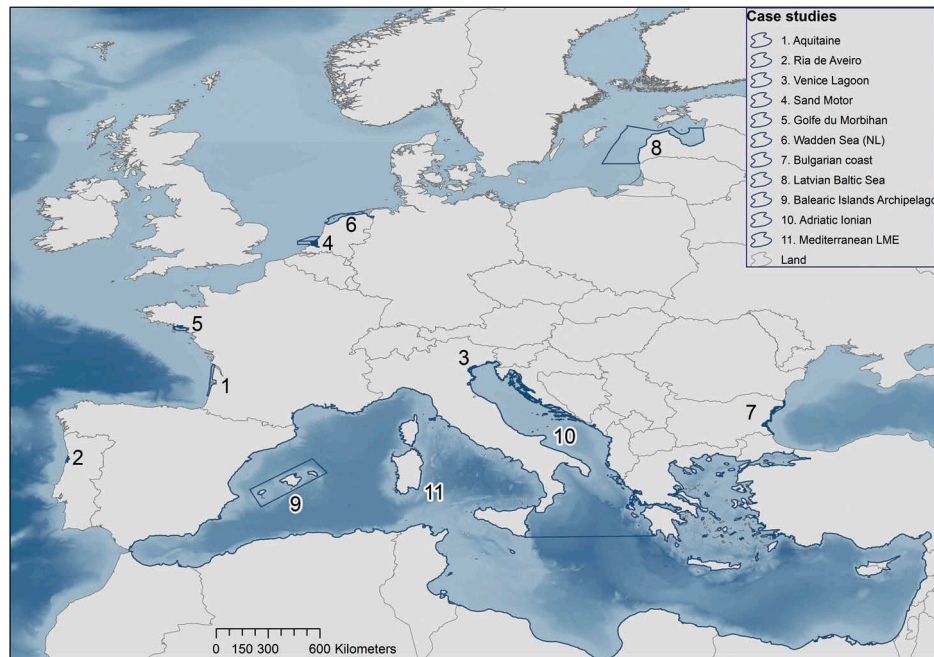 Case studies
1. Aquitaine
2. Ria de Aveiro
3. Venice Lagoon
4. Sand Motor
5. Golfe du Morbihan
6. Wadden Sea (NL)
7. Bulgarian coast
8. Latvian Baltic Sea
9. Balearic Islands Archipelago
10. Adriatic Ionian
11. Mediterranean LME
Land
8
6
4
5
3
1
7
10
2
11
9
0 150 300 600 Kilometers